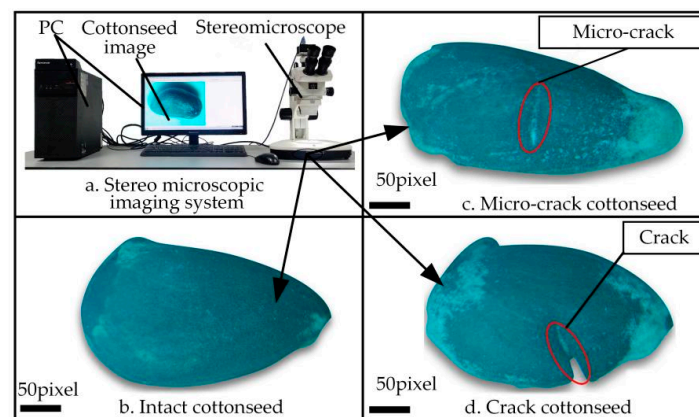 PC
Cottonseed
image
Stereomicroscope
a. Stereo microscopic
imaging system
Micro-crack
50pixel
c. Micro-crack cottonseed
50pixel
b. Intact cottonseed
Crack
50pixel
d. Crack cottonseed